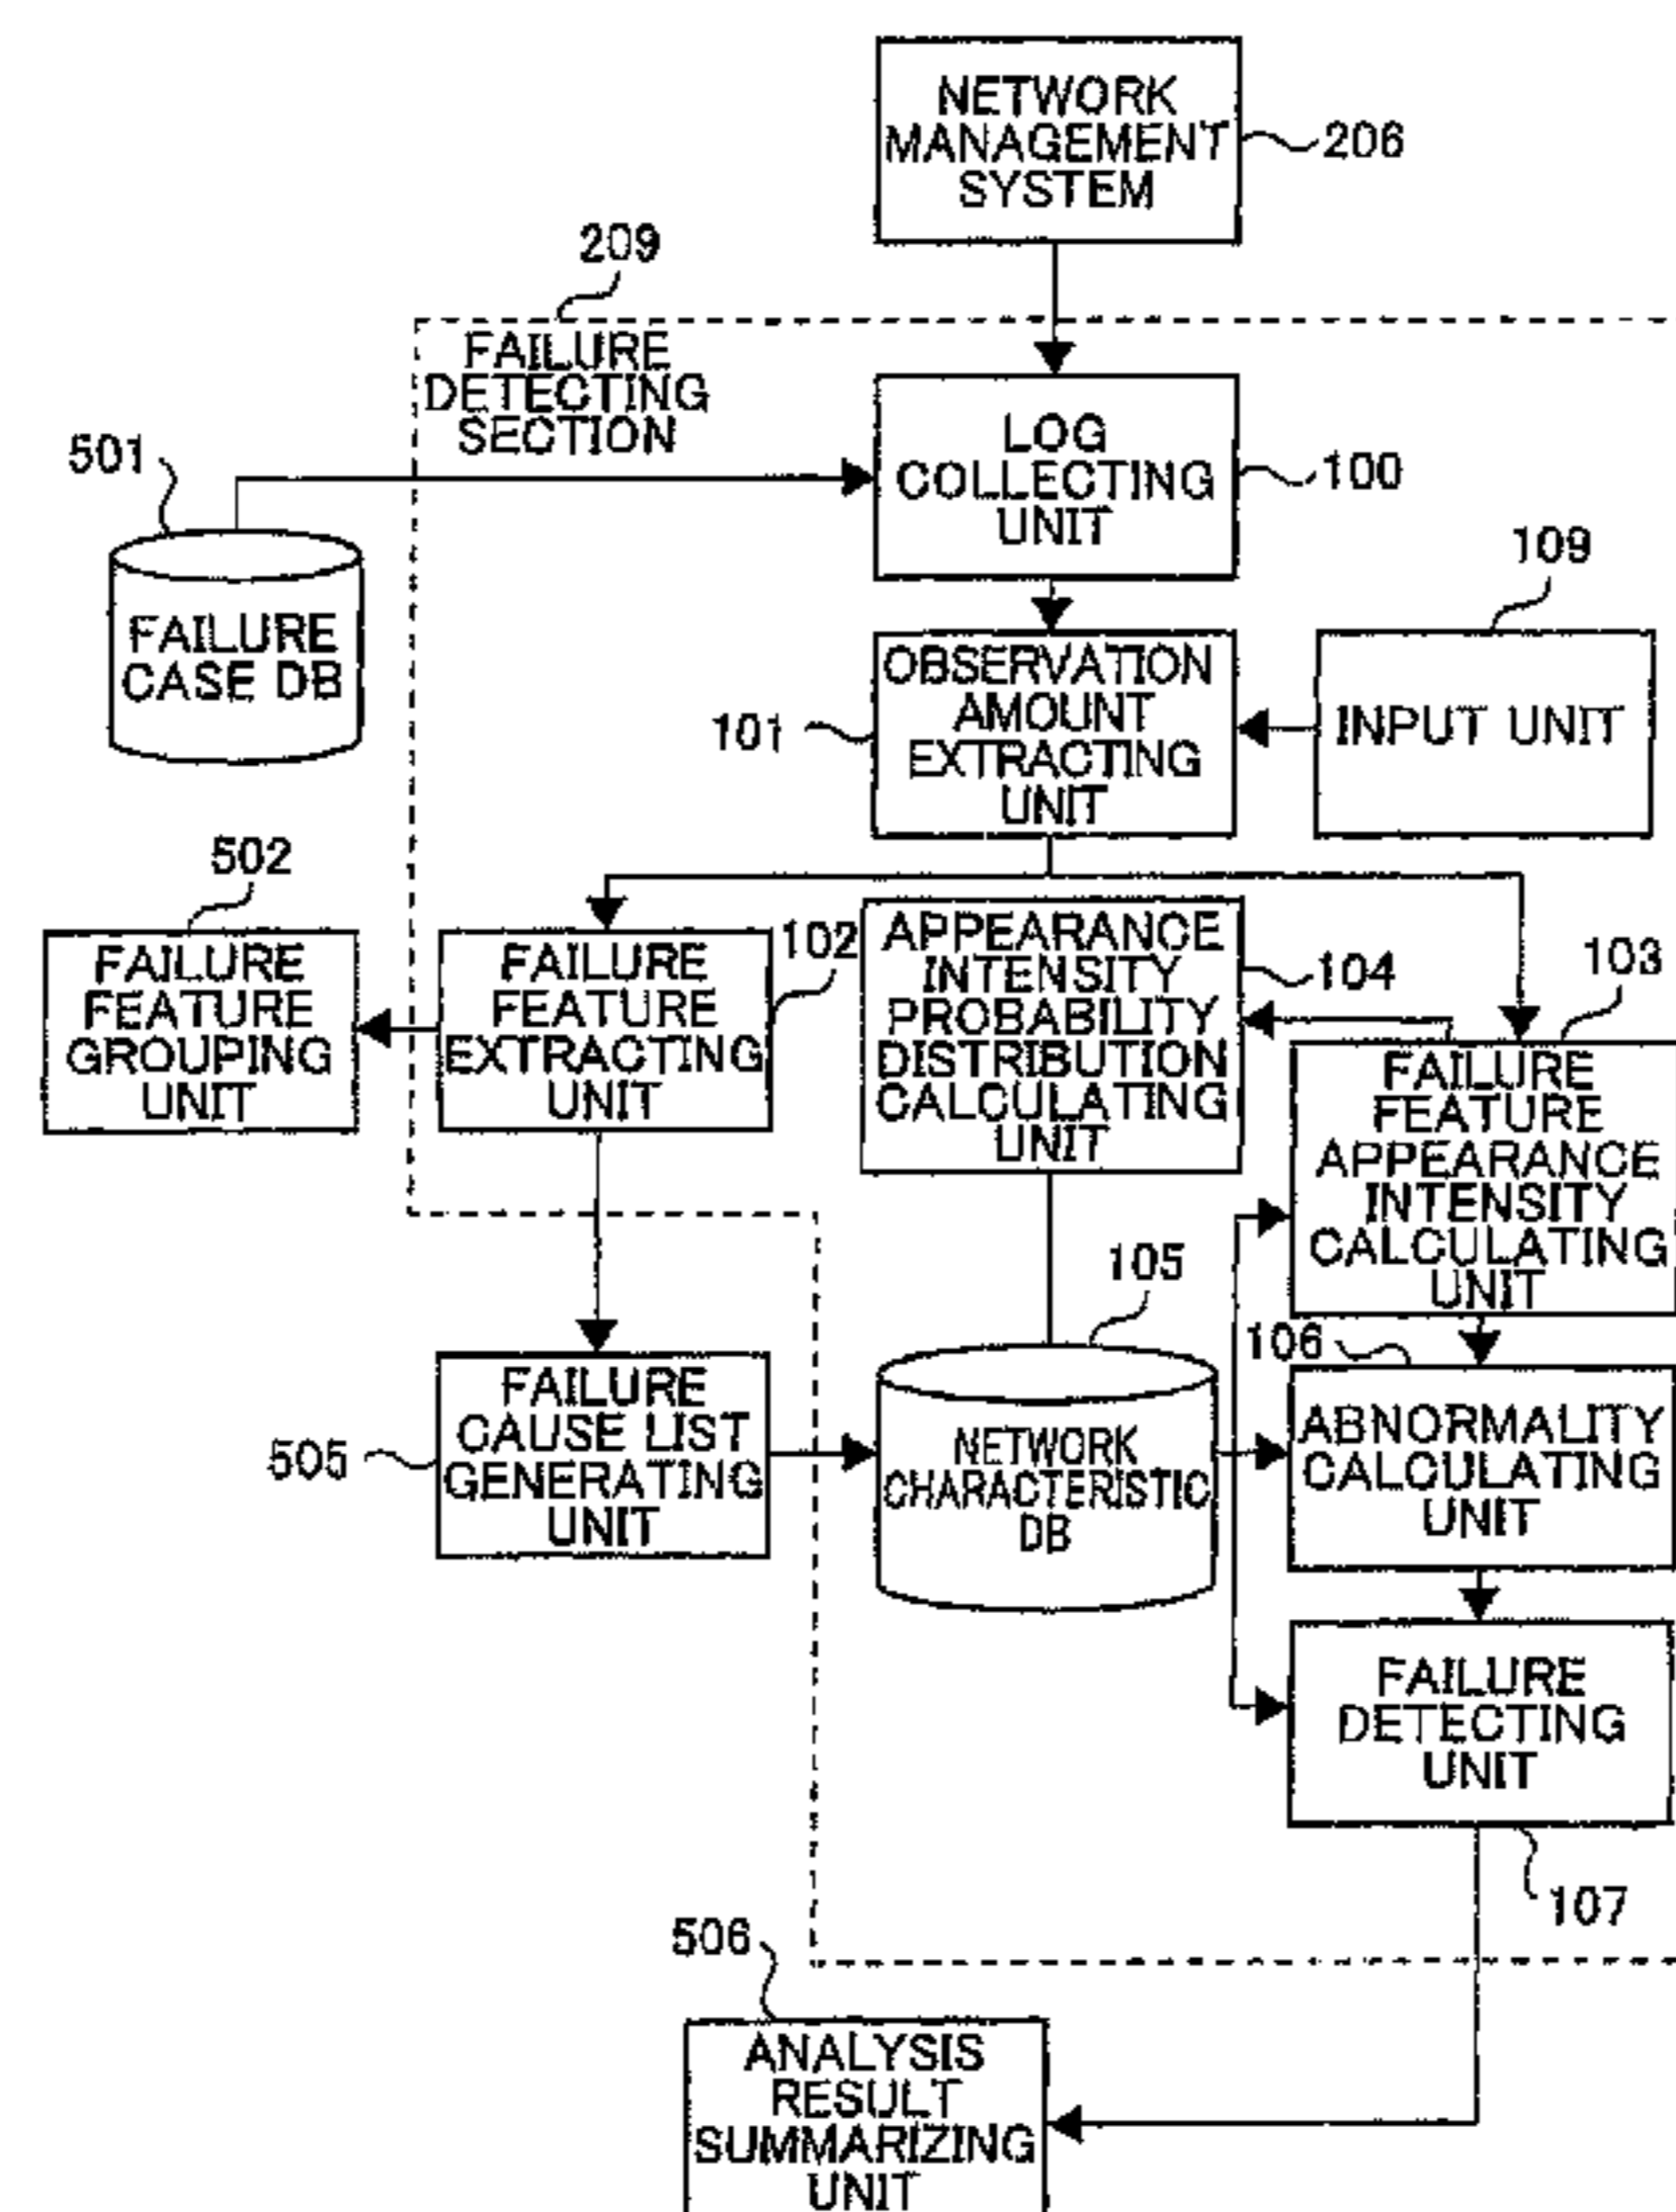 NETWORK
MANAGEMENT
SYSTEM
206
209
FAILURE
DETECTING
SECTION
501
LOG
COLLECTING
UNIT
100
109
FAILURE
CASE DB
OBSERVATION
AMOUNT
EXTRACTING
UNIT
101
INPUT UNIT
502
FAILURE
FEATURE
GROUPING
UNIT
FAILURE
FEATURE
EXTRACTING
UNIT
102
APPEARANCE
INTENSITY
PROBABILITY
DISTRIBUTION
CALCULATING
UNIT
104
103
FAILURE
FEATURE
APPEARANCE
INTENSITY
CALCULATING
UNIT
105
106
505
FAILURE
CAUSE LIST
GENERATING
UNIT
NETWORK
CHARACTERISTIC
DB
ABNORMALITY
CALCULATING
UNIT
FAILURE
DETECTING
UNIT
107
506
ANALYSIS
RESULT
SUMMARIZING
UNIT